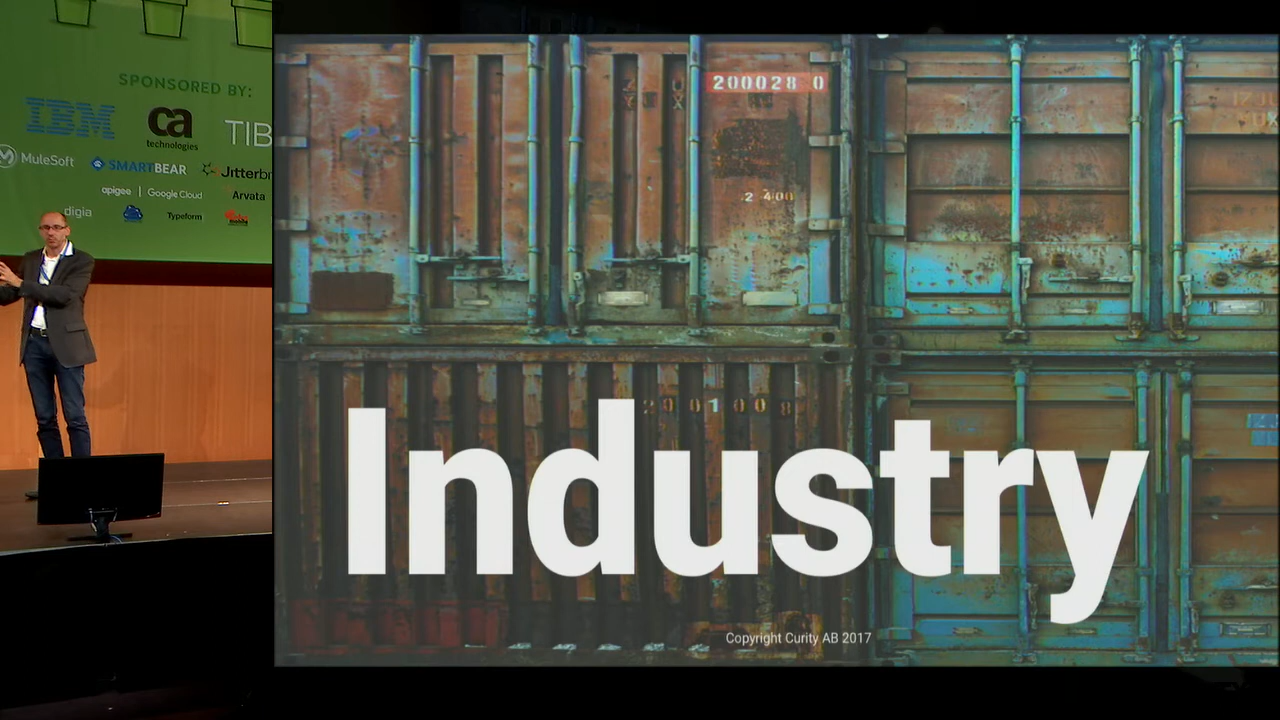 SPONSORED BY:
IBM
ca
technologies
TIB
MuleSoft
SMARTBEAR
Jitterbi
apigee | Google Cloud
Arvata
digia
Typeform
200028 0
2 400
Industry
Copyright Curity AB 2017